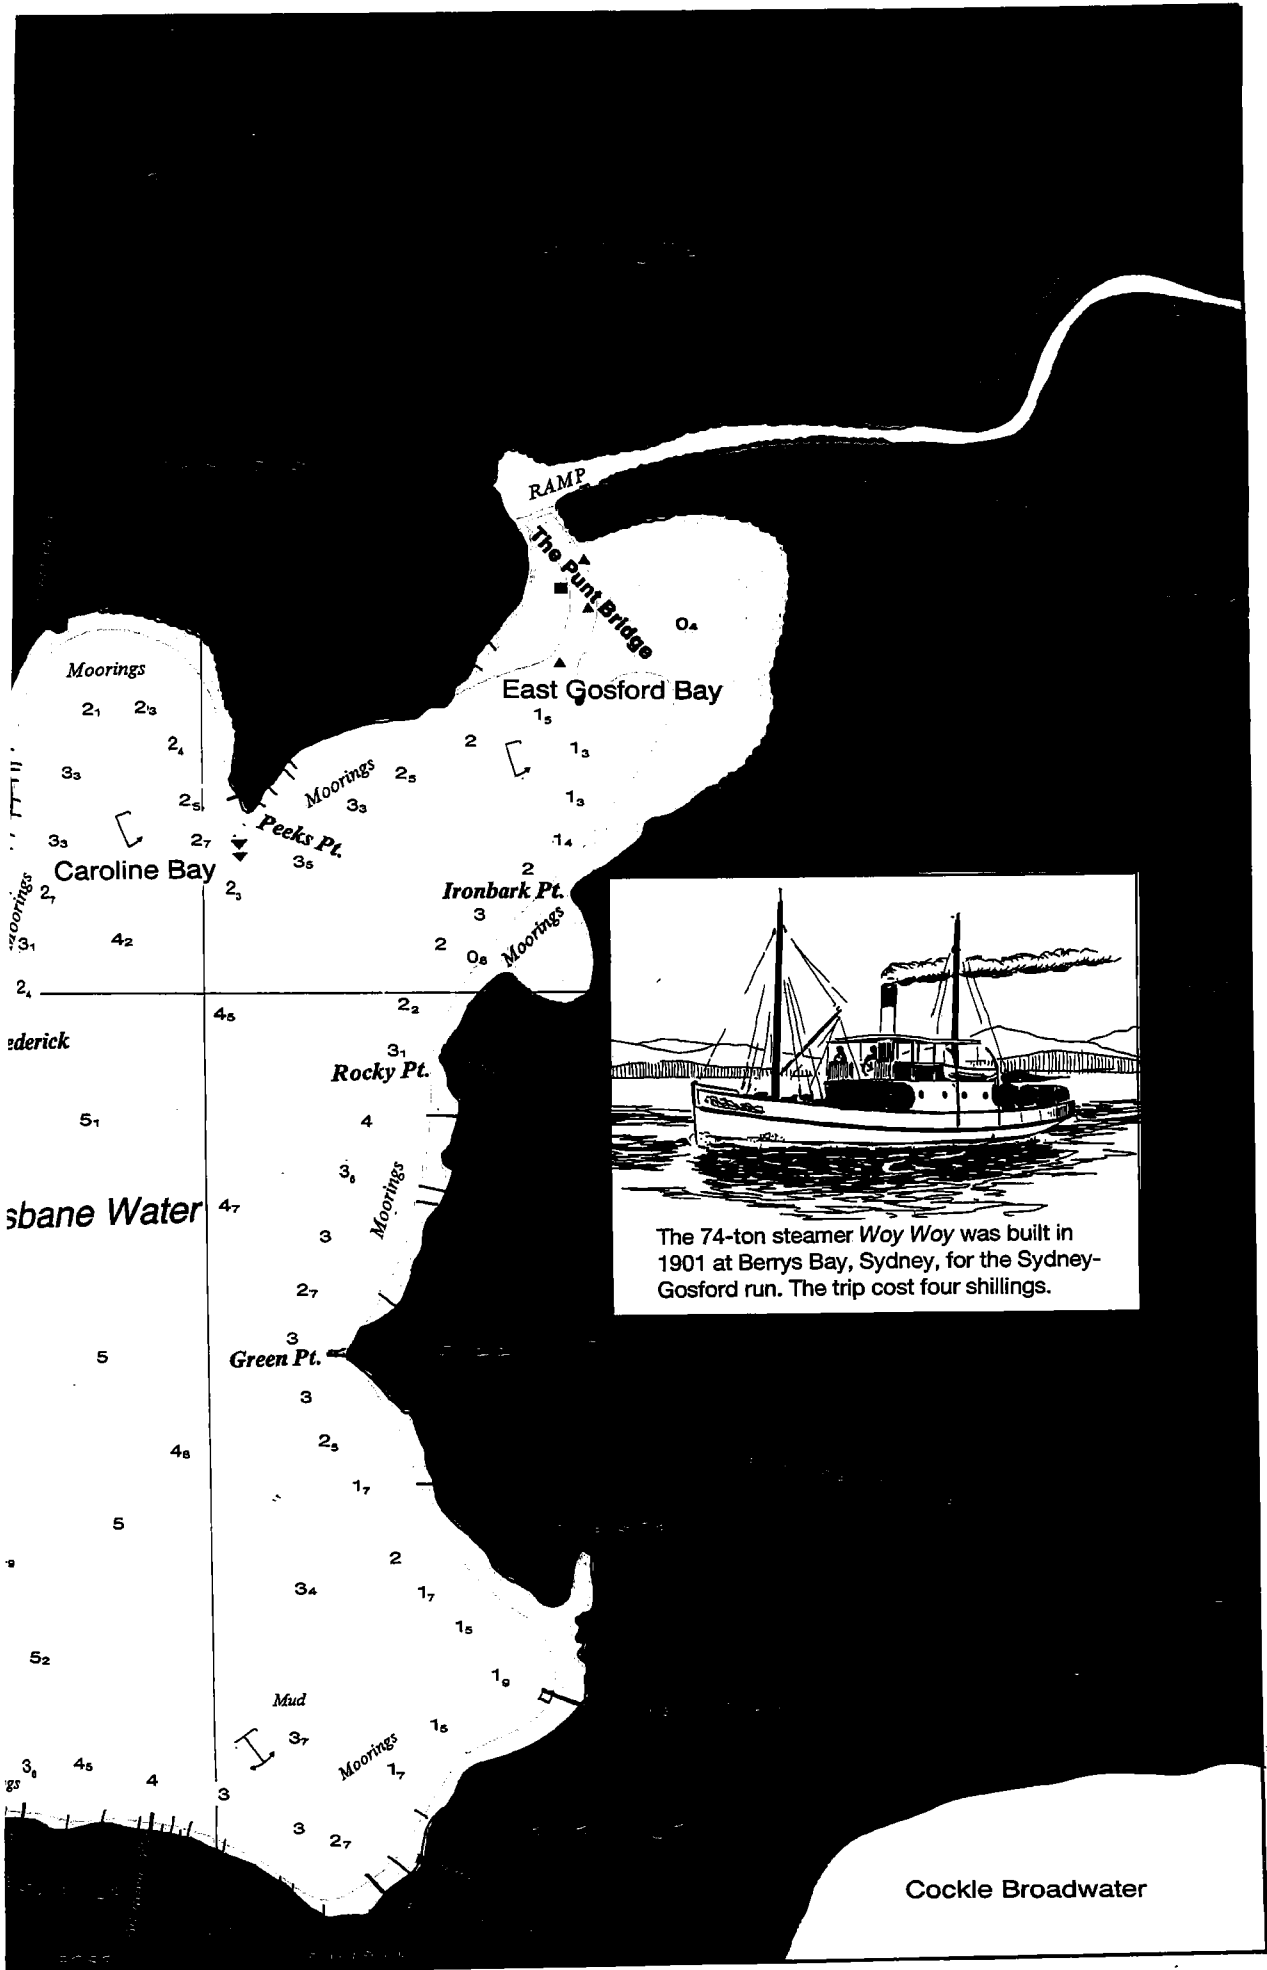 RAMP
The Punt Bridge
0₄
Moorings
2₁ 2₃
East Gosford Bay
1₅
2₄
2
1₃
3₃
Moorings
2₅
2₅
3₃
1₃
Peeks Pt.
3₃
2₇
1₄
3₅
Caroline Bay
2
2₇
2₃
Ironbark Pt.
Moorings
3
Moorings
3₁
4₂
2
0₈
2₄
4₅
2₂
ederick
3₁
Rocky Pt.
5₁
4
3₆
Moorings
sbane Water
4₇
3
The 74-ton steamer Woy Woy was built in
1901 at Berrys Bay, Sydney, for the Sydney-
Gosford run. The trip cost four shillings.
2₇
3
Green Pt.
5
3
2₅
4₈
1₇
5
2
9
3₄
1₇
1₅
5₂
1₉
Mud
3₇
1₅
Moorings
1₇
3₆
4₅
4
gs
3
3
2₇
Cockle Broadwater